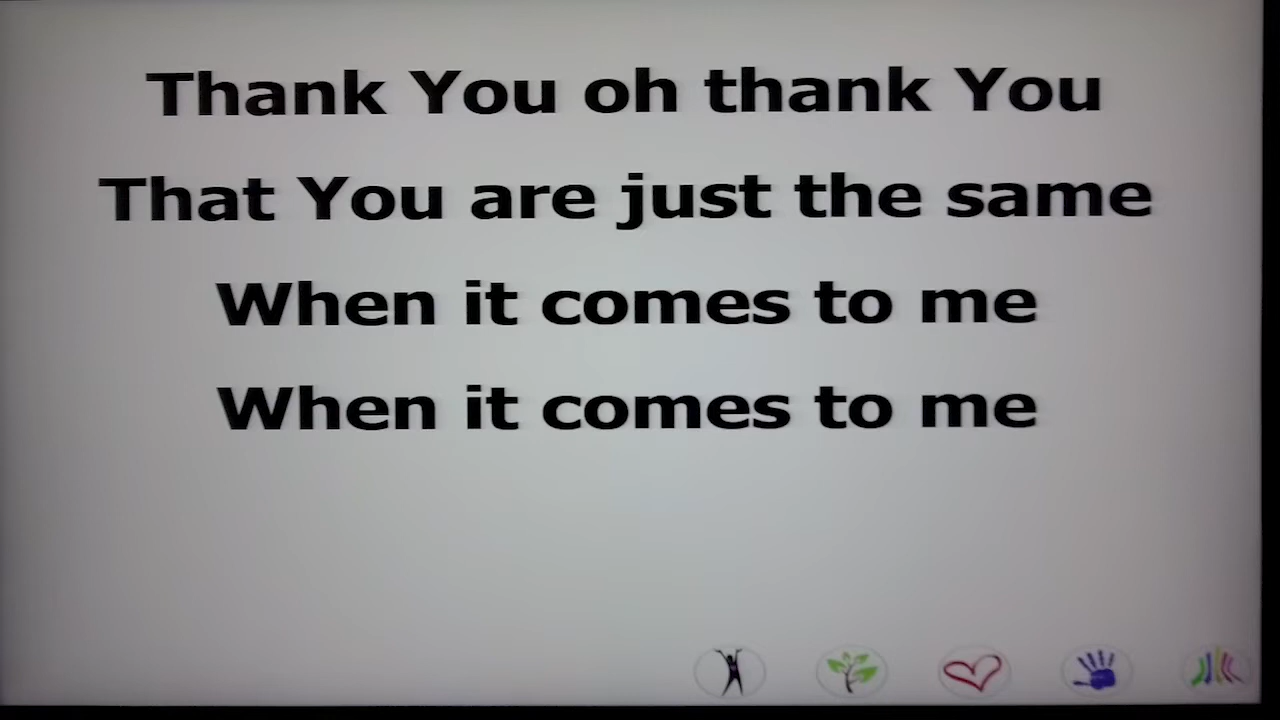 Thank You oh thank You
That You are just the same
When it comes to me
When it comes to me